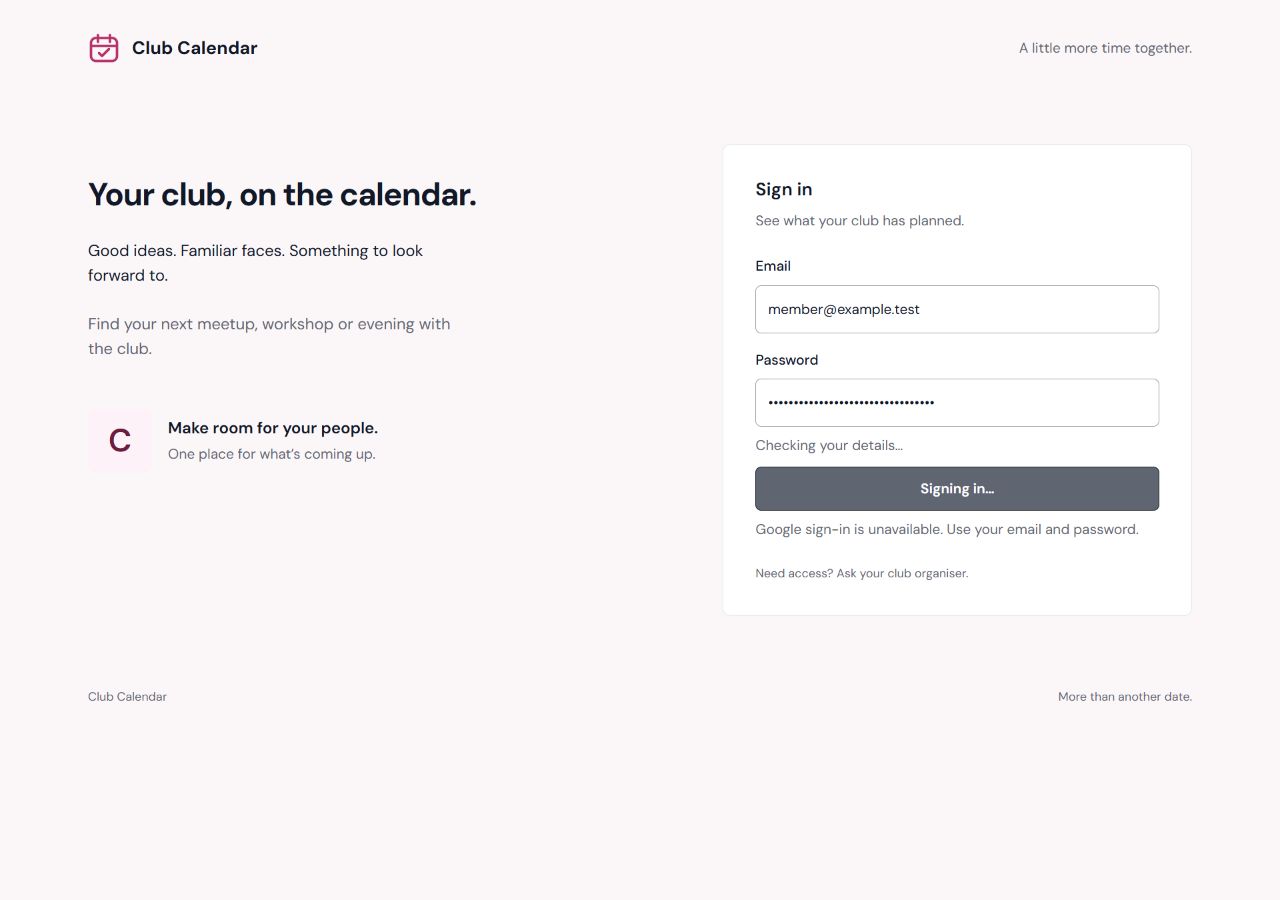 Club Calendar
A little more time together.
Your club, on the calendar.
Good ideas. Familiar faces. Something to look
forward to.
Find your next meetup, workshop or evening with
the club.
C
Make room for your people.
One place for what's coming up.
Sign in
See what your club has planned.
Email
member@example.test
Password
•••••••••••••••••••••••••••••••••
Checking your details…
Signing in…
Google sign-in is unavailable. Use your email and password.
Need access? Ask your club organiser.
Club Calendar
More than another date.